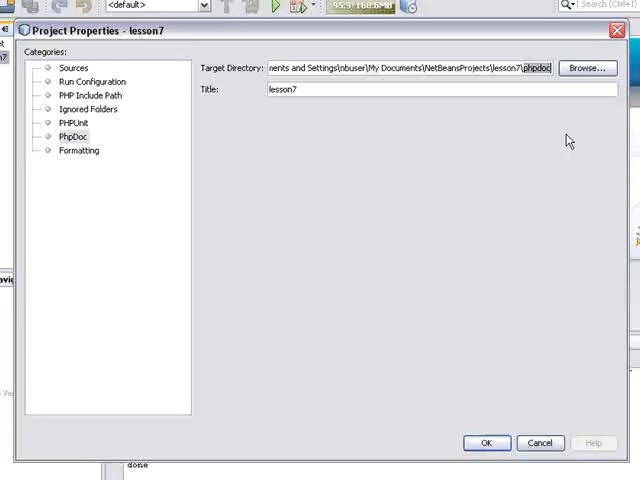 <default>
95.9/168.6MB
Search (Ctrl+I)
Project Properties - lesson7
Categories:
Sources
Run Configuration
PHP Include Path
Ignored Folders
PHPUnit
PhpDoc
Formatting
Target Directory: nents and Settings\nbuser\My Documents\NetBeansProjects\lesson7\phpdoc Browse...
Title: lesson7
OK Cancel Help
done